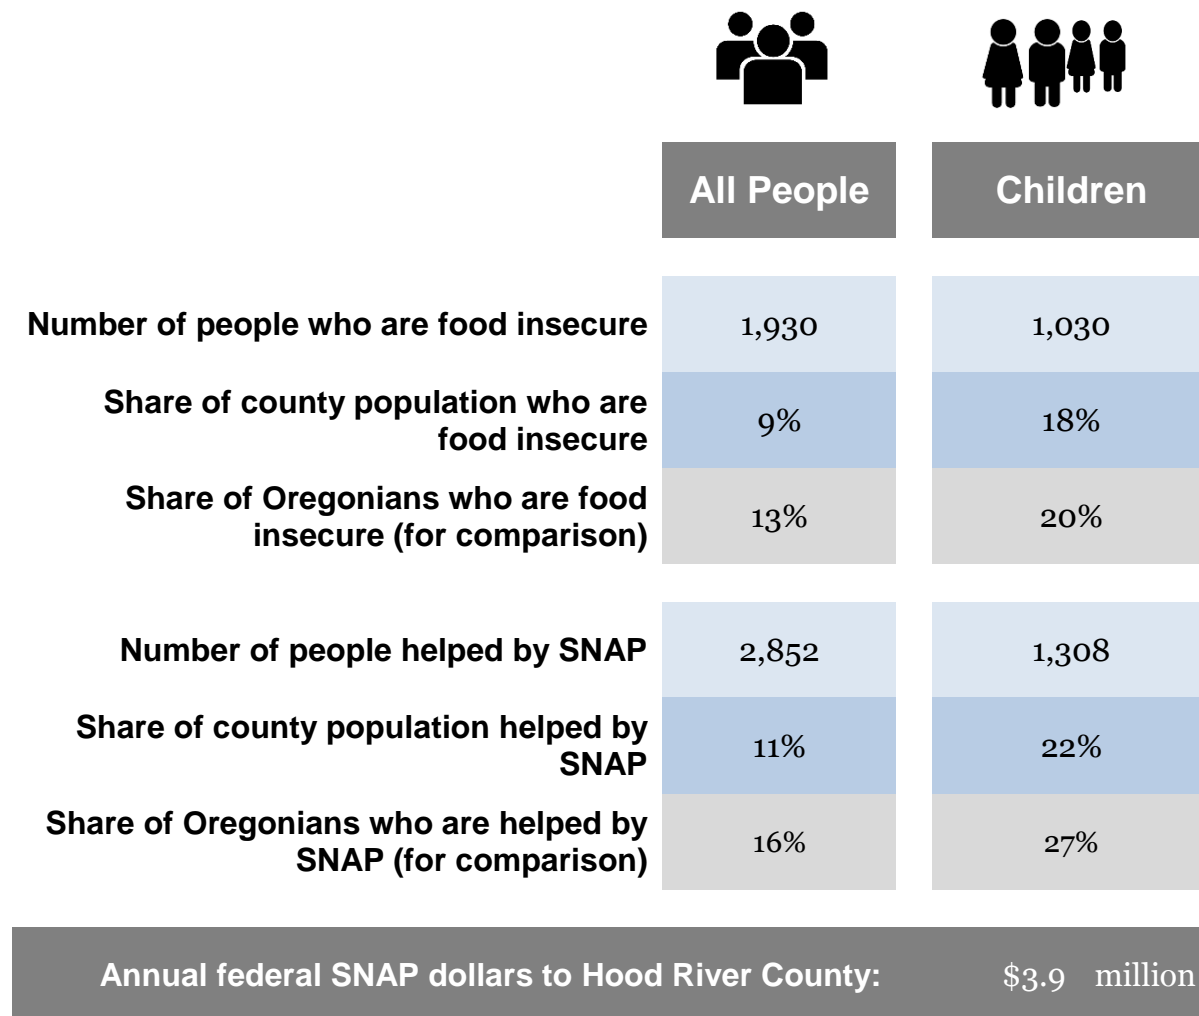 All People Children
Number of people who are food insecure 1,930 1,030
Share of county population who are
food insecure 9% 18%
Share of Oregonians who are food
insecure (for comparison) 13% 20%
Number of people helped by SNAP 2,852 1,308
Share of county population helped by
SNAP 11% 22%
Share of Oregonians who are helped by
SNAP (for comparison) 16% 27%
Annual federal SNAP dollars to Hood River County: $3.9 million